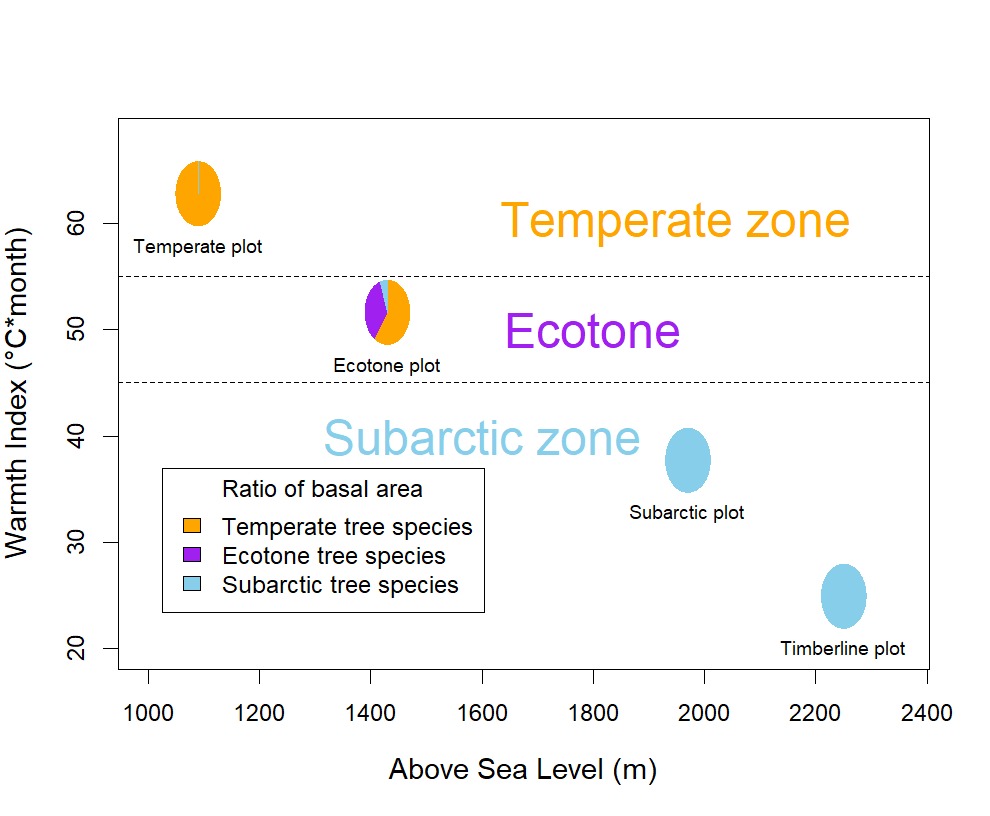 Temperate zone
Temperate plot
Ecotone
Ecotone plot
Subarctic zone
Subarctic plot
Timberline plot
Ratio of basal area
Temperate tree species
Ecotone tree species
Subarctic tree species
Warmth Index (°C*month)
60
50
40
30
20
1000 1200 1400 1600 1800 2000 2200 2400
Above Sea Level (m)